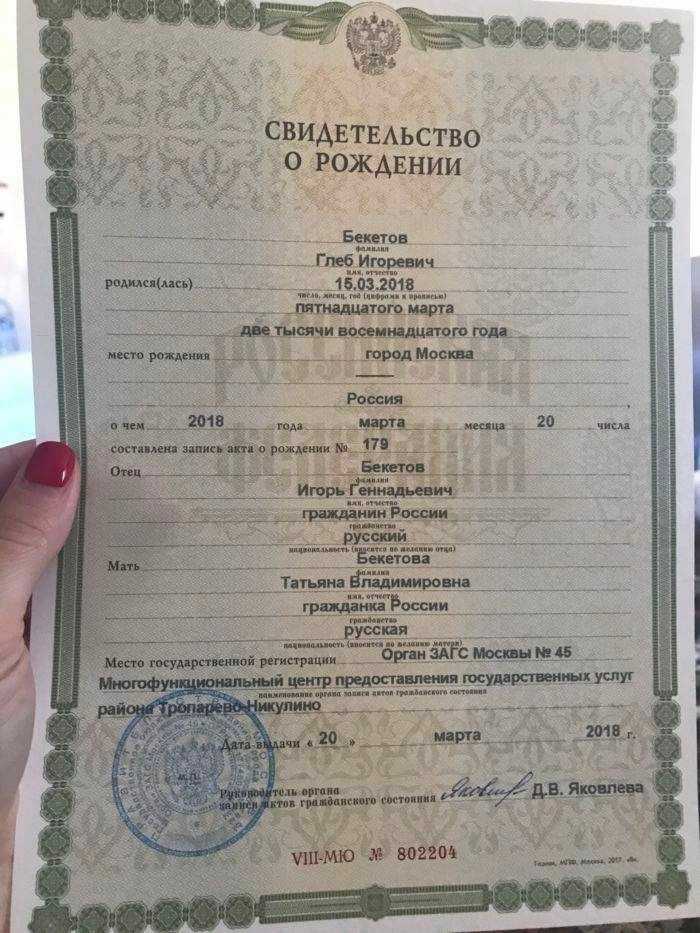 СВИДЕТЕЛЬСТВО
О РОЖДЕНИИ
Бекетов
фамилия
Глеб Игоревич
имя, отчество
родился(лась) 15.03.2018
число, месяц, год (цифрами и прописью)
пятнадцатого марта
две тысячи восемнадцатого года
место рождения город Москва
Россия
о чем 2018 года марта месяца 20 числа
составлена запись акта о рождении № 179
Отец Бекетов
фамилия
Игорь Геннадьевич
имя, отчество
гражданин России
гражданство
русский
национальность (вносится по желанию отца)
Мать Бекетова
фамилия
Татьяна Владимировна
имя, отчество
гражданка России
гражданство
русская
национальность (вносится по желанию матери)
Место государственной регистрации Орган ЗАГС Москвы № 45
Многофункциональный центр предоставления государственных услуг
наименование органа записи актов гражданского состояния
района Тропарево-Никулино
Дата выдачи « 20 » марта 2018 г.
М.П.
Руководитель органа
записи актов гражданского состояния Д.В. Яковлева
VIII-МЮ № 802204
Гознак, МПФ, Москва, 2017, «В».